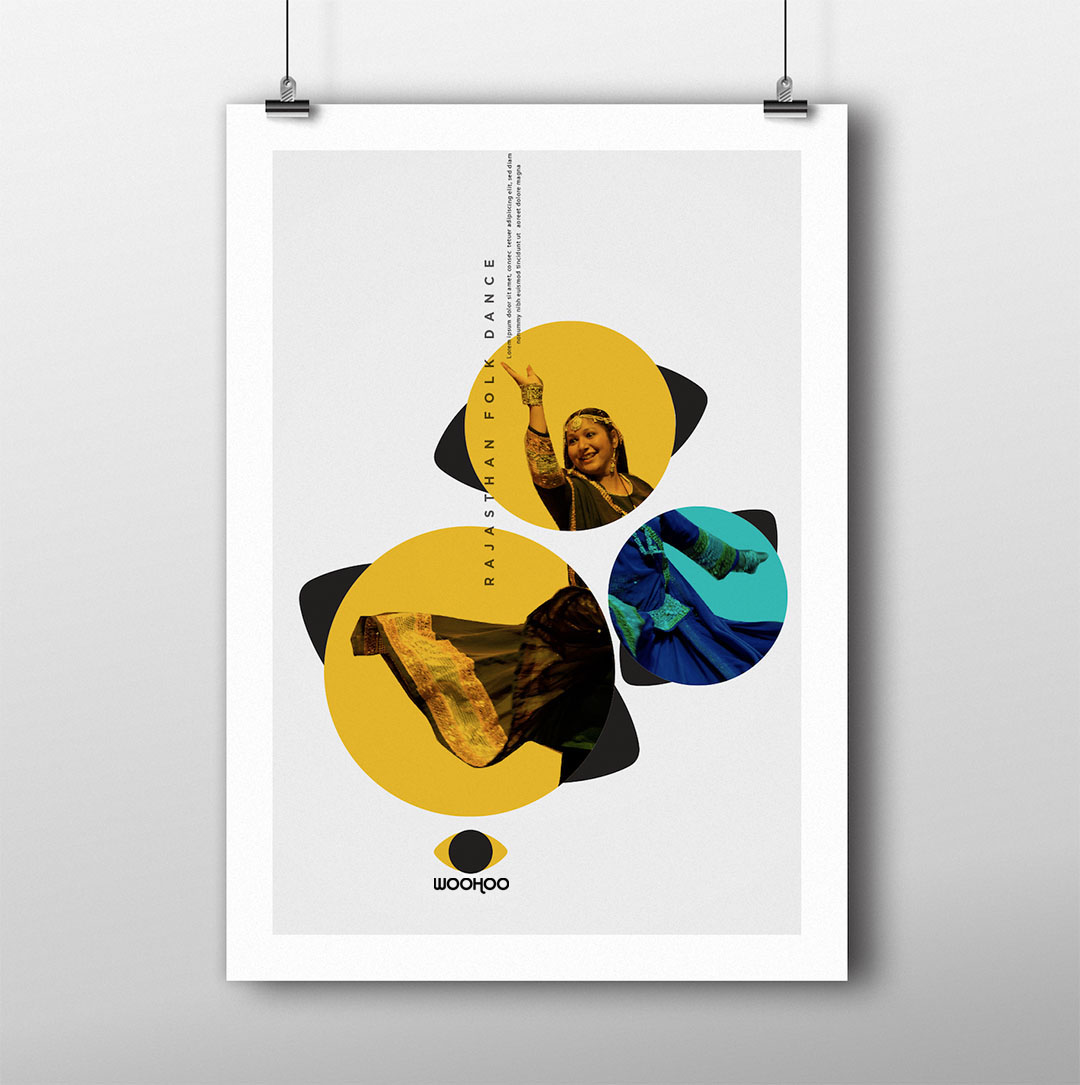 RAJASTHAN FOLK DANCE
Lorem ipsum dolor sit amet, consec tetuer adipiscing elit, sed diam
nonummy nibh euismod tincidunt ut aoreet dolore magna
WOOHOO